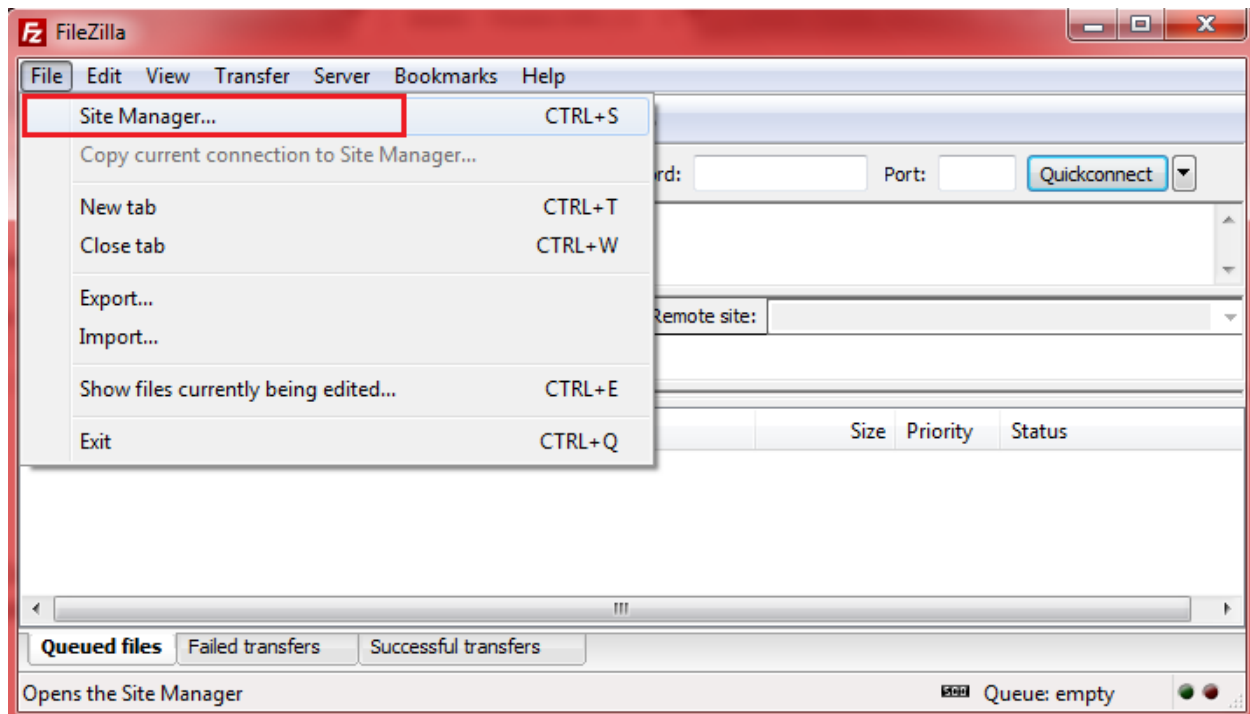 FileZilla
File Edit View Transfer Server Bookmarks Help
Site Manager... CTRL+S
Copy current connection to Site Manager...
rd: Port: Quickconnect
New tab CTRL+T
Close tab CTRL+W
Export...
Remote site:
Import...
Show files currently being edited... CTRL+E
Size Priority Status
Exit CTRL+Q
Queued files Failed transfers Successful transfers
Opens the Site Manager Queue: empty